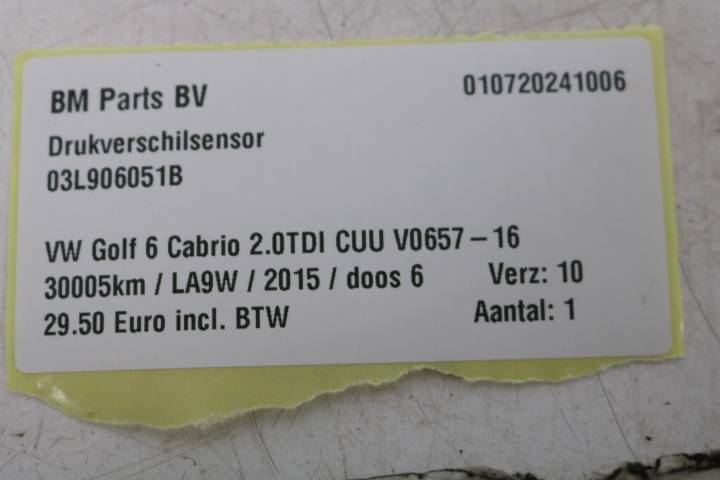 BM Parts BV 010720241006
Drukverschilsensor
03L906051B
VW Golf 6 Cabrio 2.0TDI CUU V0657 – 16
30005km / LA9W / 2015 / doos 6 Verz: 10
29.50 Euro incl. BTW Aantal: 1